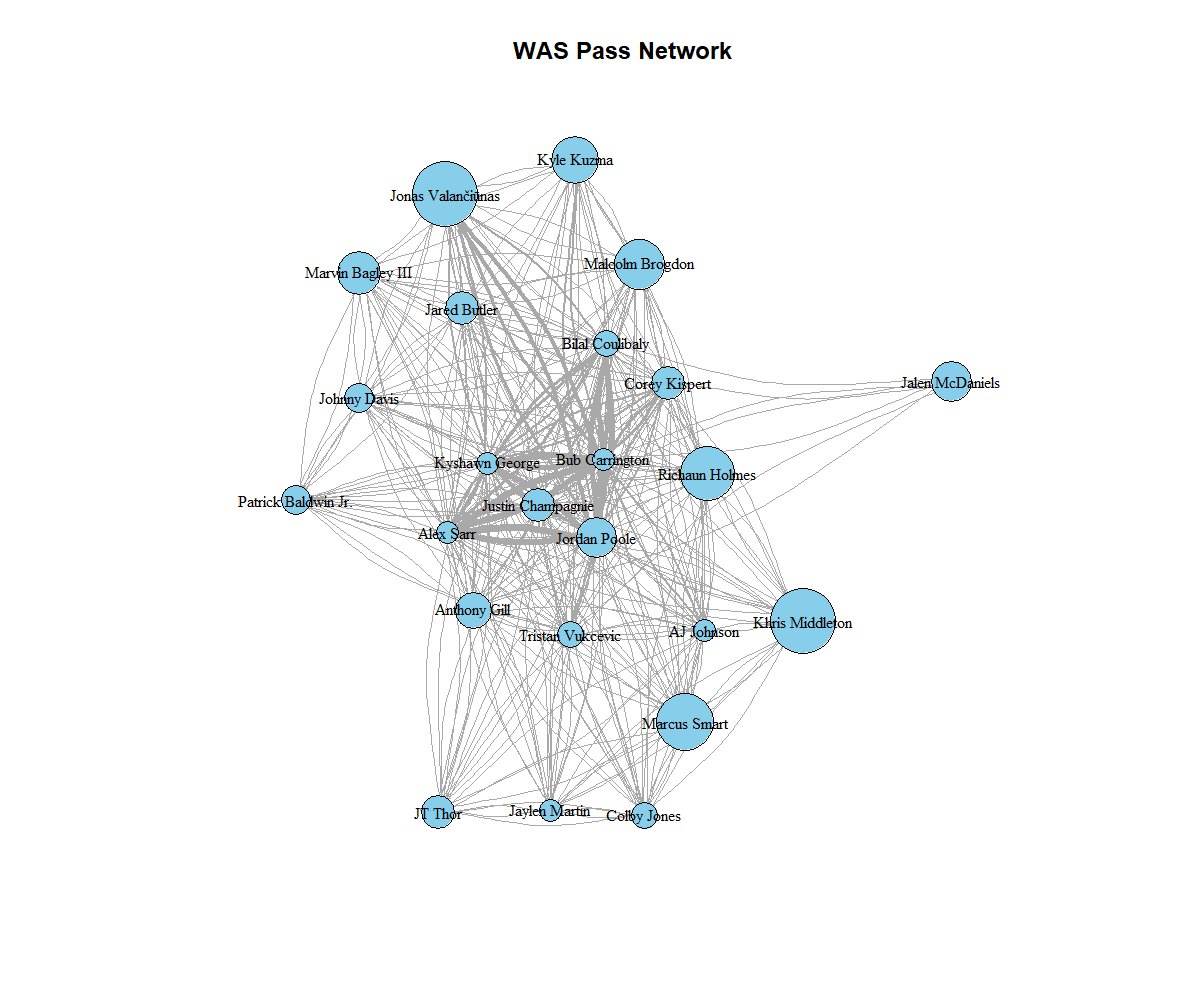 WAS Pass Network
Kyle Kuzma
Jonas Valančiūnas
Malcolm Brogdon
Marvin Bagley III
Jared Butler
Bilal Coulibaly
Corey Kispert
Jalen McDaniels
Johnny Davis
Kyshawn George
Bub Carrington
Richaun Holmes
Patrick Baldwin Jr.
Justin Champagnie
Alex Sarr
Jordan Poole
Anthony Gill
Tristan Vukcevic
AJ Johnson
Khris Middleton
Marcus Smart
JT Thor
Jaylen Martin
Colby Jones